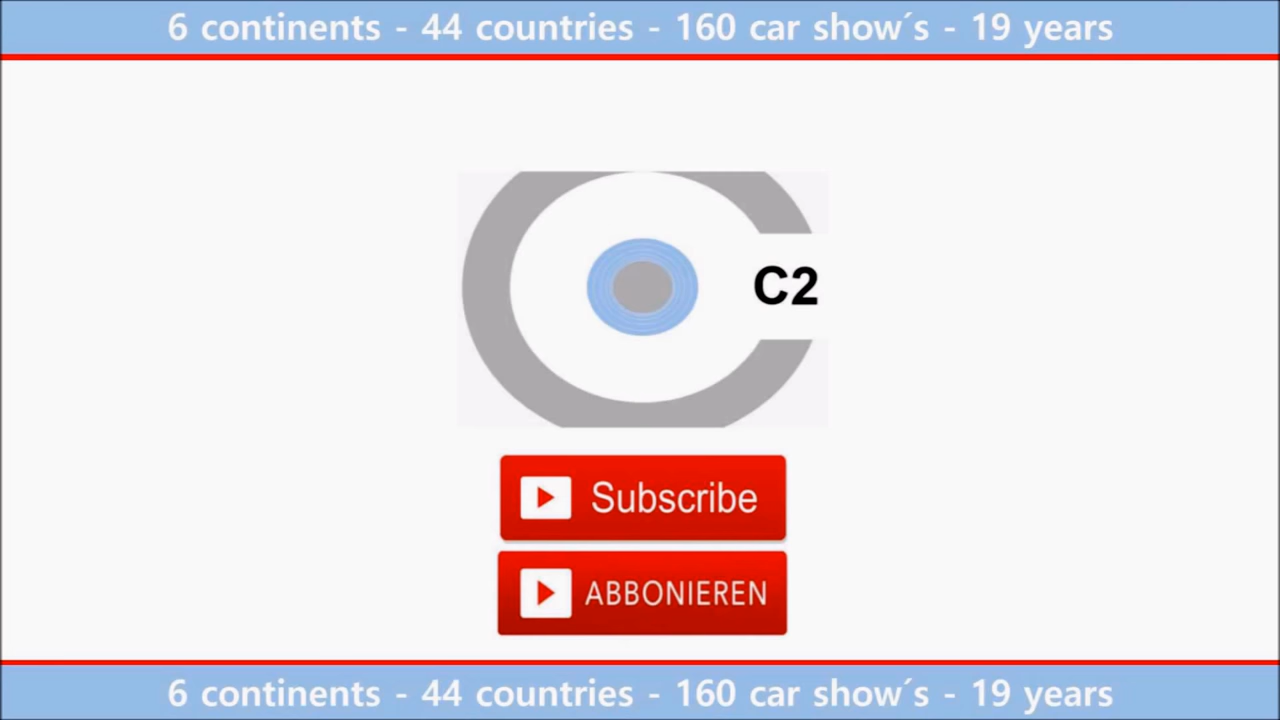 6 continents - 44 countries - 160 car show´s - 19 years
C2
Subscribe
ABBONIEREN
6 continents - 44 countries - 160 car show´s - 19 years